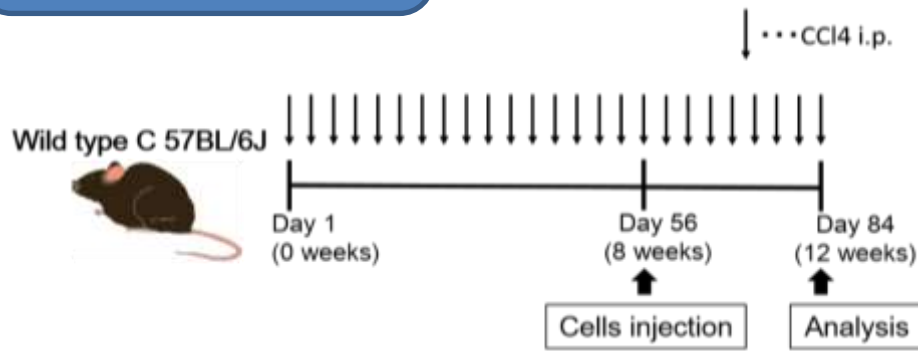 ···CCl4 i.p.
Wild type C 57BL/6J
Day 1
(0 weeks)
Day 56
(8 weeks)
Day 84
(12 weeks)
Cells injection
Analysis